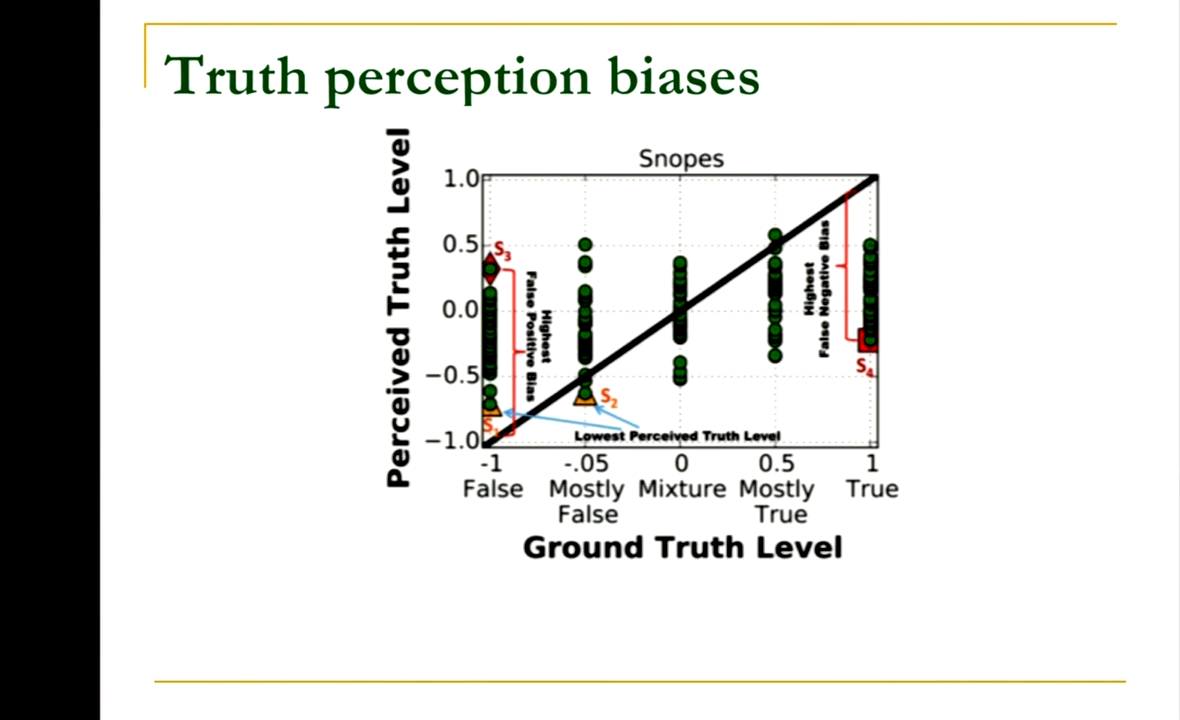 Truth perception biases
Snopes
Perceived Truth Level
1.0
0.5
0.0
−0.5
−1.0
S3
Highest
False Positive Bias
S1
S2
Lowest Perceived Truth Level
Highest
False Negative Bias
S4
-1 -.05 0 0.5 1
False Mostly Mixture Mostly True
False True
Ground Truth Level